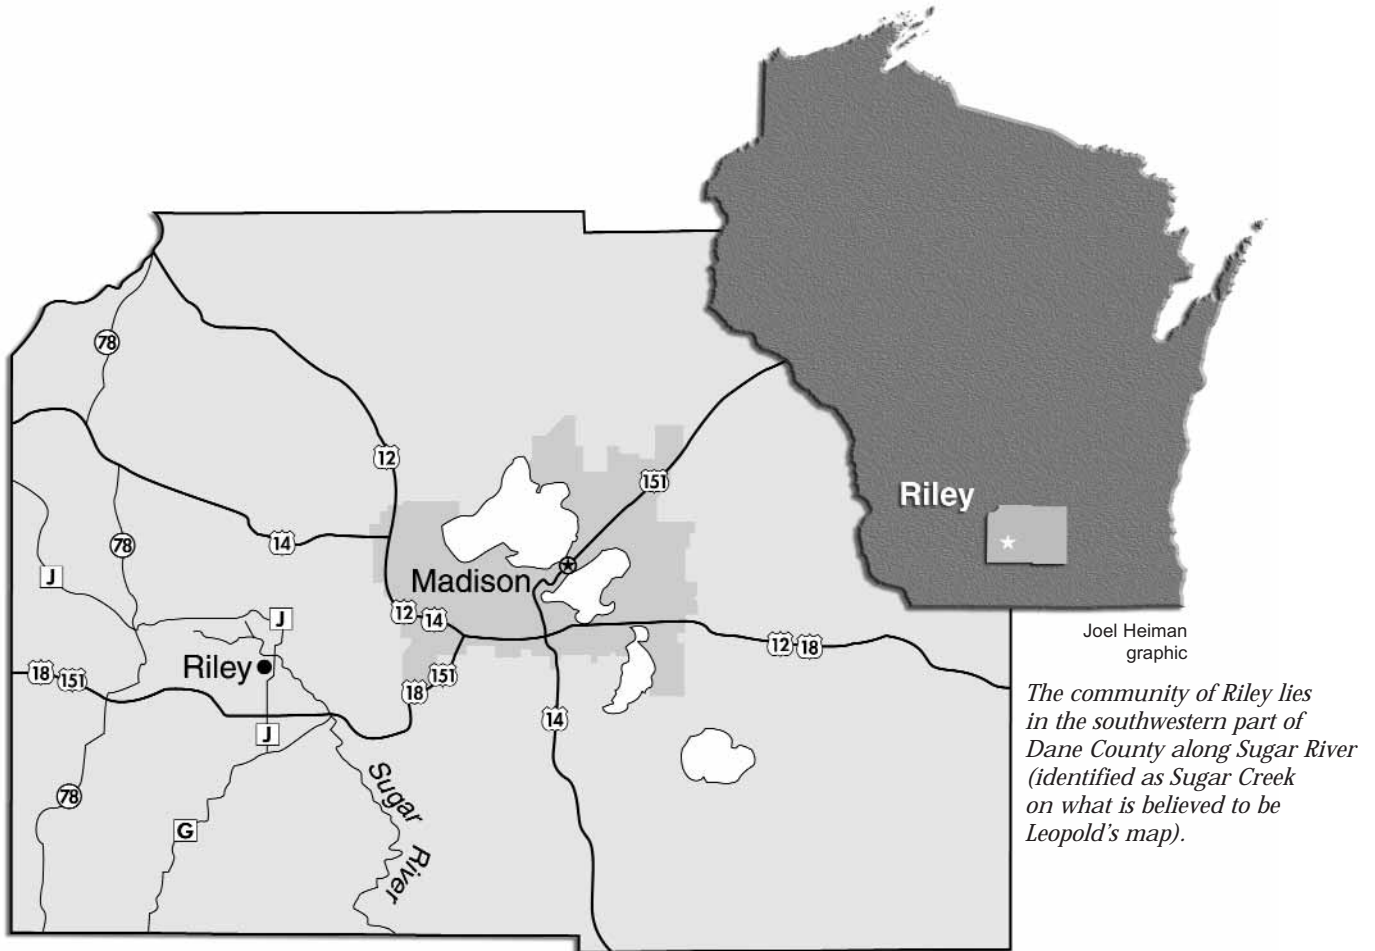 78
12
151
Riley
14
78
J
Madison
12
14
J
12
18
Joel Heiman
graphic
18
151
Riley
151
18
14
J
The community of Riley lies
in the southwestern part of
Dane County along Sugar River
(identified as Sugar Creek
on what is believed to be
Leopold's map).
Sugar
River
78
G